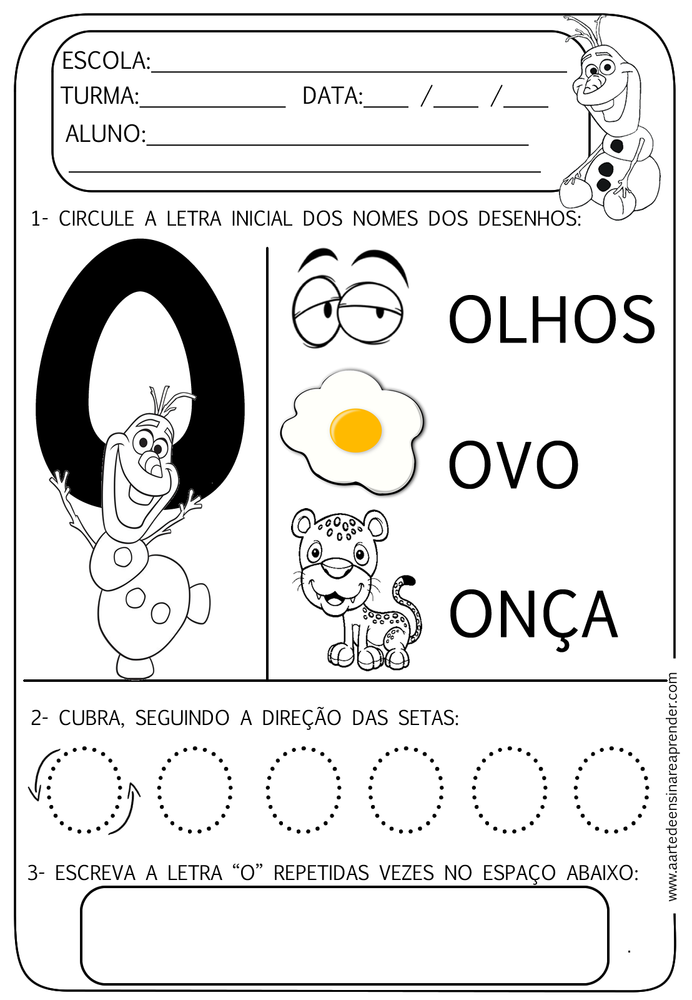 ESCOLA:
TURMA: DATA: / /
ALUNO:
1- CIRCULE A LETRA INICIAL DOS NOMES DOS DESENHOS:
O
OLHOS
OVO
ONÇA
2- CUBRA, SEGUINDO A DIREÇÃO DAS SETAS:
3- ESCREVA A LETRA “O” REPETIDAS VEZES NO ESPAÇO ABAIXO:
www.aartedeensinareaprender.com